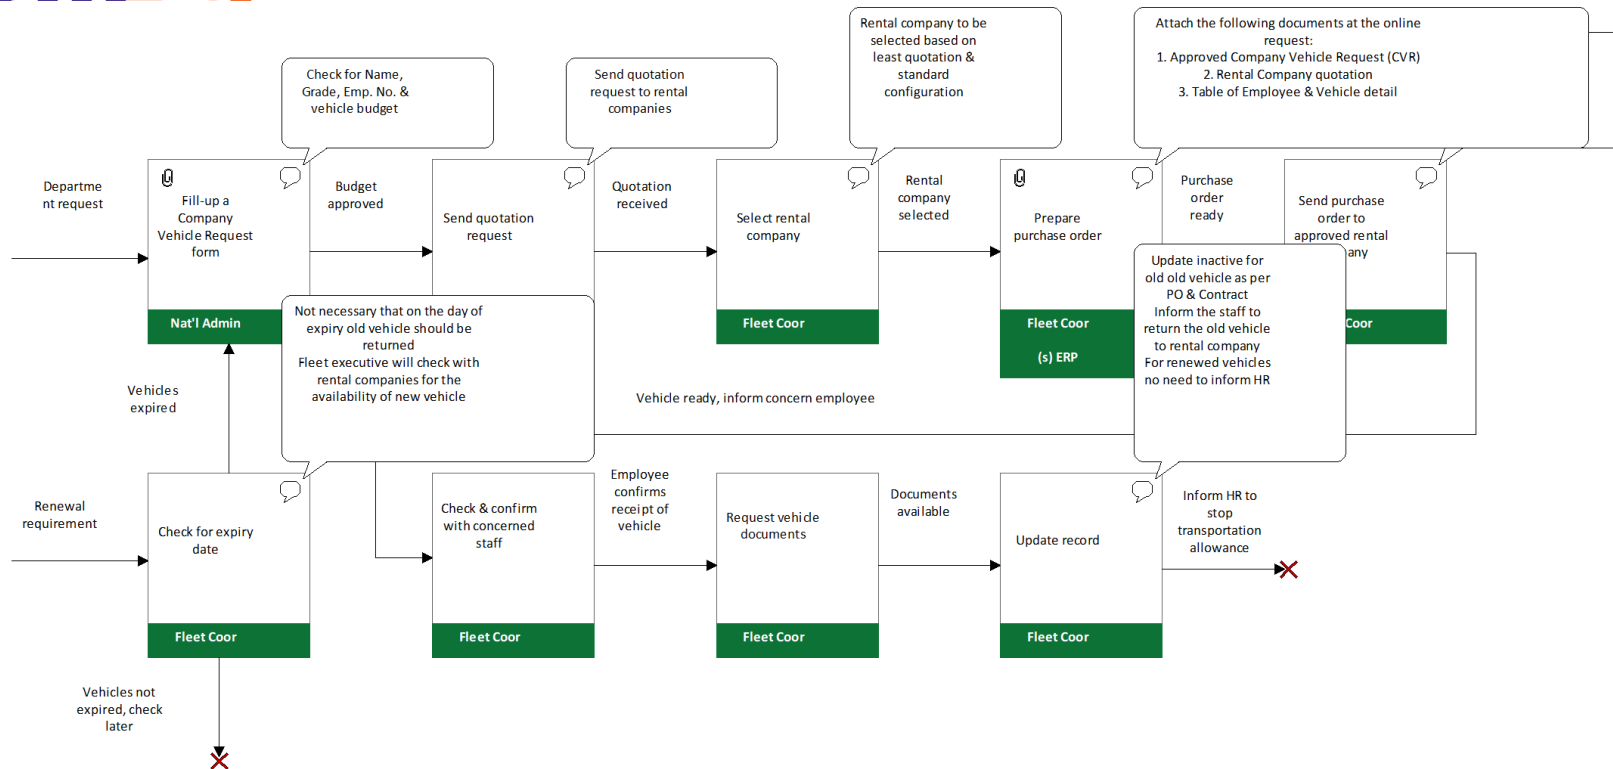 Rental company to be
selected based on
least quotation &
standard
configuration
Attach the following documents at the online
request:
1. Approved Company Vehicle Request (CVR)
2. Rental Company quotation
3. Table of Employee & Vehicle detail
Check for Name,
Grade, Emp. No. &
vehicle budget
Send quotation
request to rental
companies
Departme
nt request
Fill-up a
Company
Vehicle Request
form
Nat'l Admin
Budget
approved
Send quotation
request
Quotation
received
Select rental
company
Fleet Coor
Rental
company
selected
Prepare
purchase order
Fleet Coor
(s) ERP
Purchase
order
ready
Send purchase
order to
approved rental
any
Coor
Not necessary that on the day of
expiry old vehicle should be
returned
Fleet executive will check with
rental companies for the
availability of new vehicle
Update inactive for
old old vehicle as per
PO & Contract
Inform the staff to
return the old vehicle
to rental company
For renewed vehicles
no need to inform HR
Vehicles
expired
Vehicle ready, inform concern employee
Renewal
requirement
Check for expiry
date
Fleet Coor
Check & confirm
with concerned
staff
Fleet Coor
Employee
confirms
receipt of
vehicle
Request vehicle
documents
Fleet Coor
Documents
available
Update record
Fleet Coor
Inform HR to
stop
transportation
allowance
Vehicles not
expired, check
later